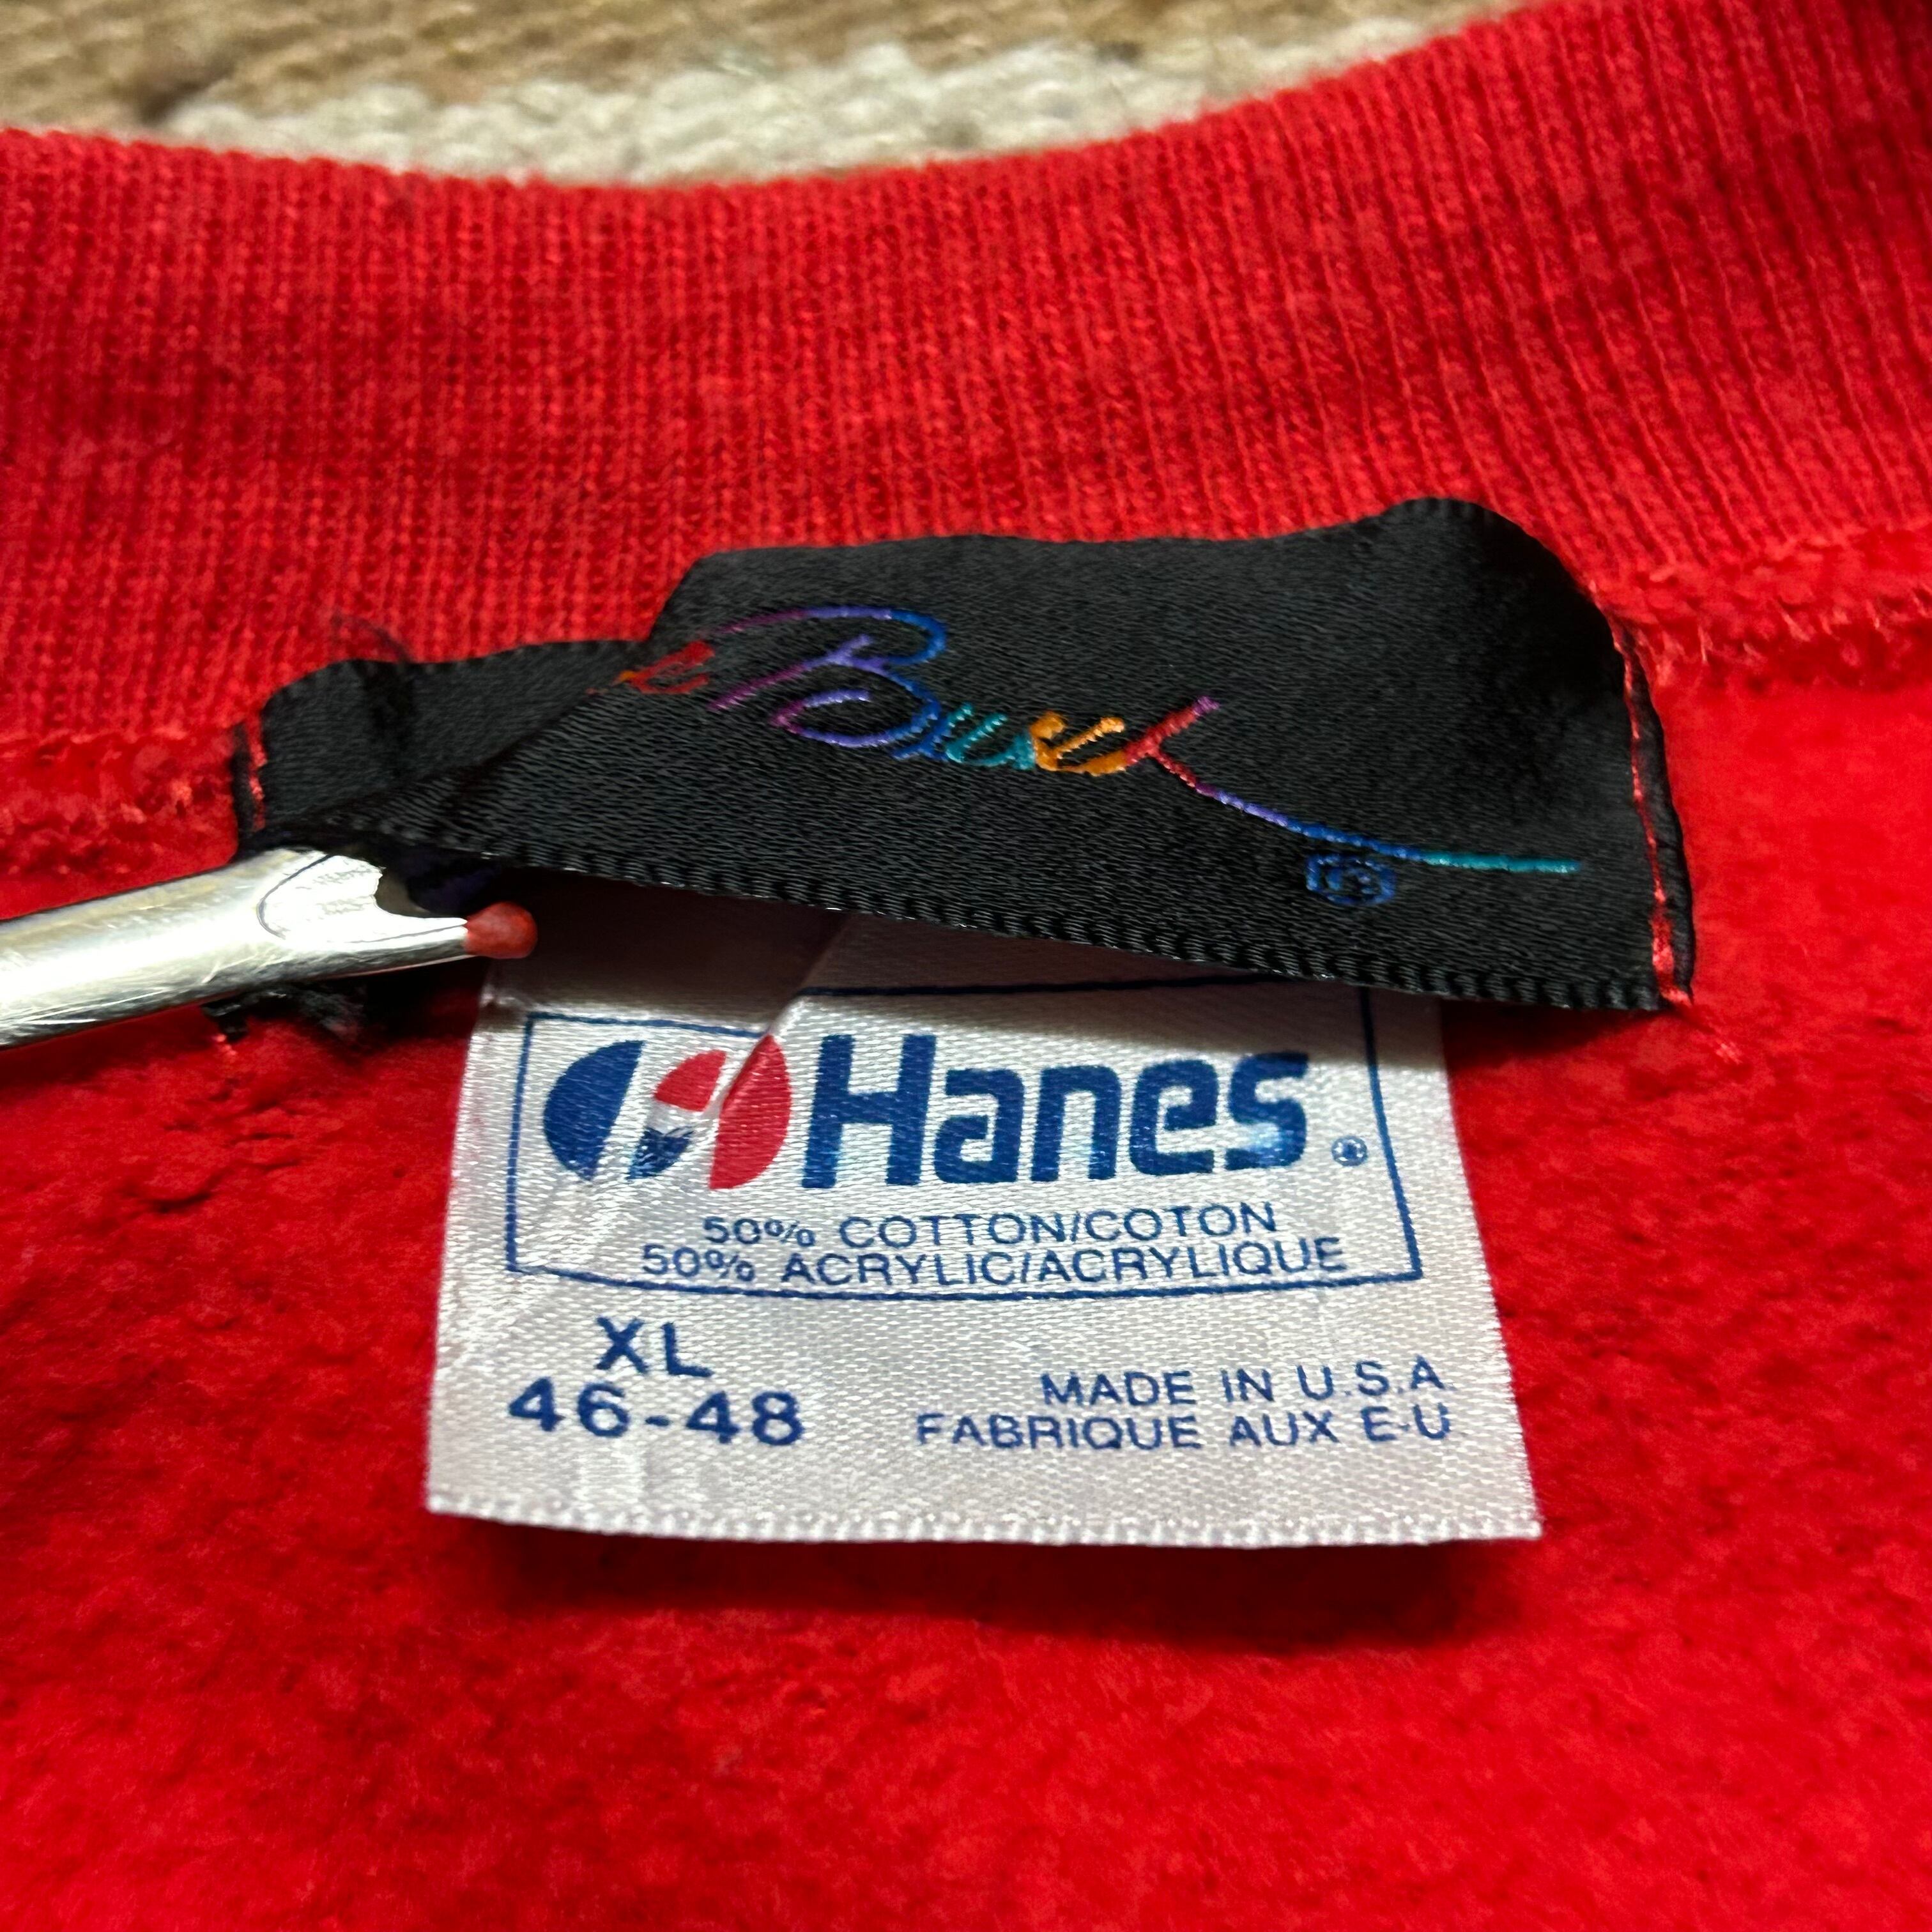 Hanes®
50% COTTON/COTON
50% ACRYLIC/ACRYLIQUE
XL
46-48
MADE IN U.S.A.
FABRIQUE AUX E-U